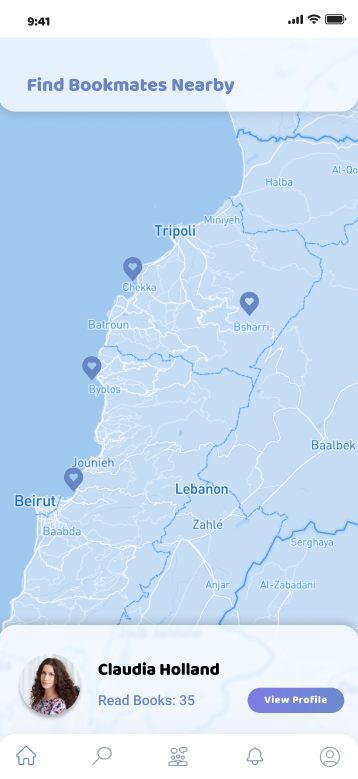 9:41
Find Bookmates Nearby
Halba
Al-Qo
Miniyeh
Tripoli
Chekka
Bsharri
Batroun
Byblos
Baalbek
Jounieh
Lebanon
Beirut
Zahlé
Baabda
Serghaya
Anjar
Al-Zabadani
Claudia Holland
Read Books: 35
View Profile